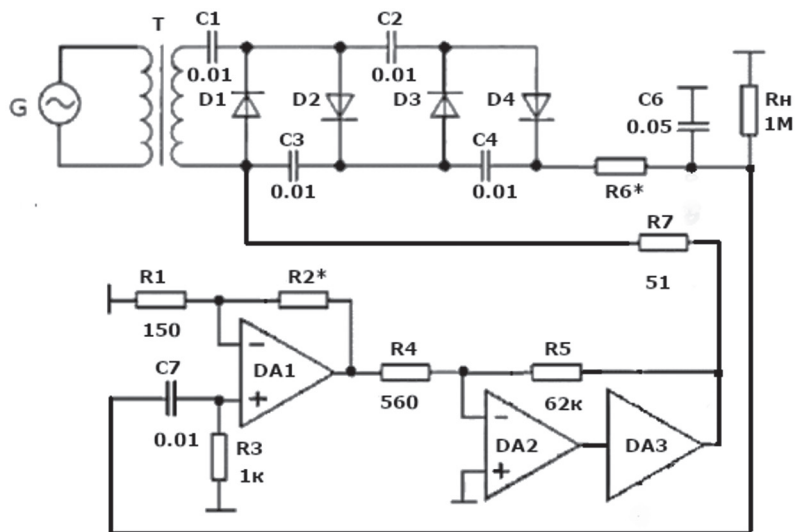 C1
C2
T
0.01
0.01
G
D1
D2
D3
D4
C6
0.05
Rн
1М
C3
C4
0.01
0.01
R6*
R7
51
R1
R2*
150
C7
DA1
R4
R5
560
62к
0.01
R3
1к
DA2
DA3